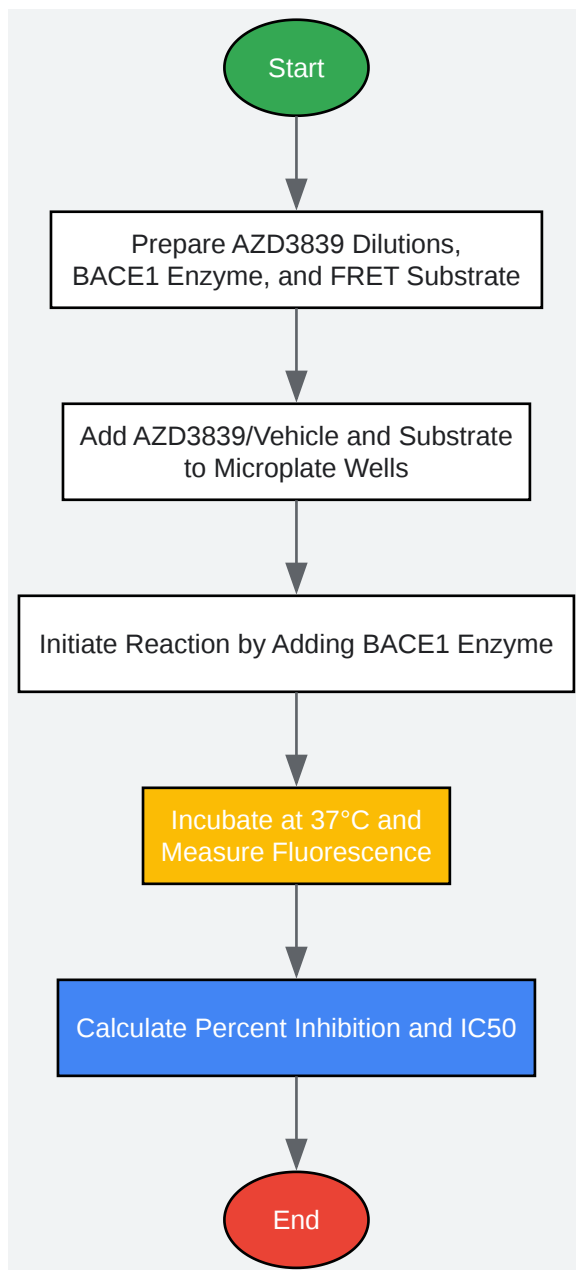 Start
Prepare AZD3839 Dilutions,
BACE1 Enzyme, and FRET Substrate
Add AZD3839/Vehicle and Substrate
to Microplate Wells
Initiate Reaction by Adding BACE1 Enzyme
Incubate at 37°C and
Measure Fluorescence
Calculate Percent Inhibition and IC50
End